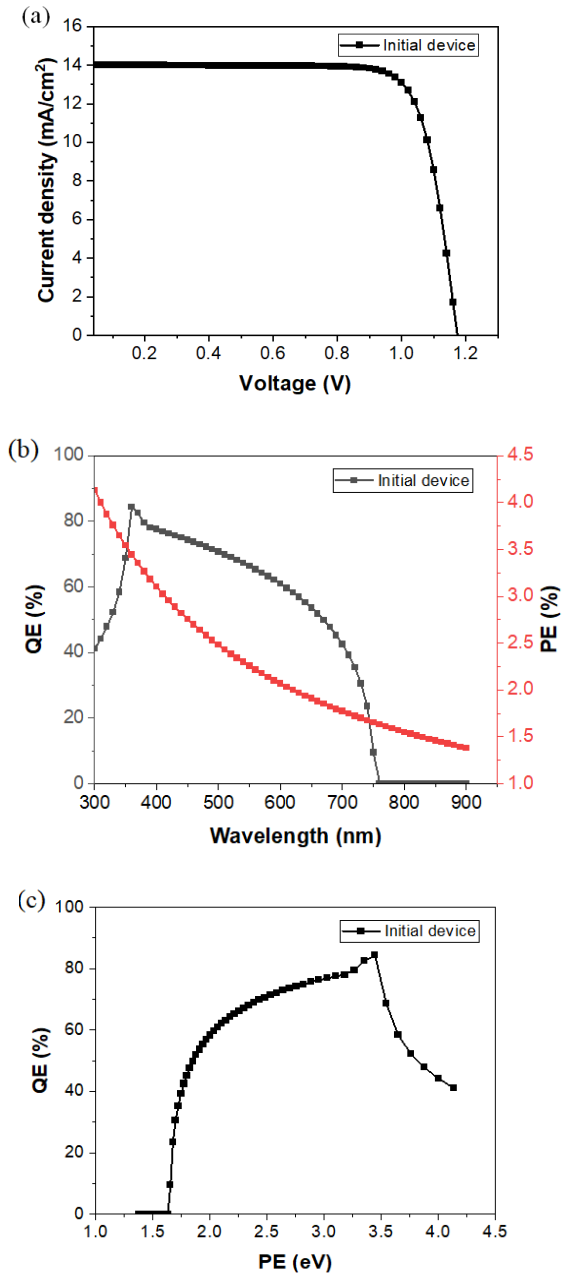 (a)
16
14
12
10
8
6
4
2
0
Current density (mA/cm²)
Initial device
0.2 0.4 0.6 0.8 1.0 1.2
Voltage (V)
(b)
100
80
60
40
20
0
QE (%)
Initial device
4.5
4.0
3.5
3.0
2.5
2.0
1.5
1.0
PE (%)
300 400 500 600 700 800 900
Wavelength (nm)
(c)
100
80
60
40
20
0
QE (%)
Initial device
1.0 1.5 2.0 2.5 3.0 3.5 4.0 4.5
PE (eV)